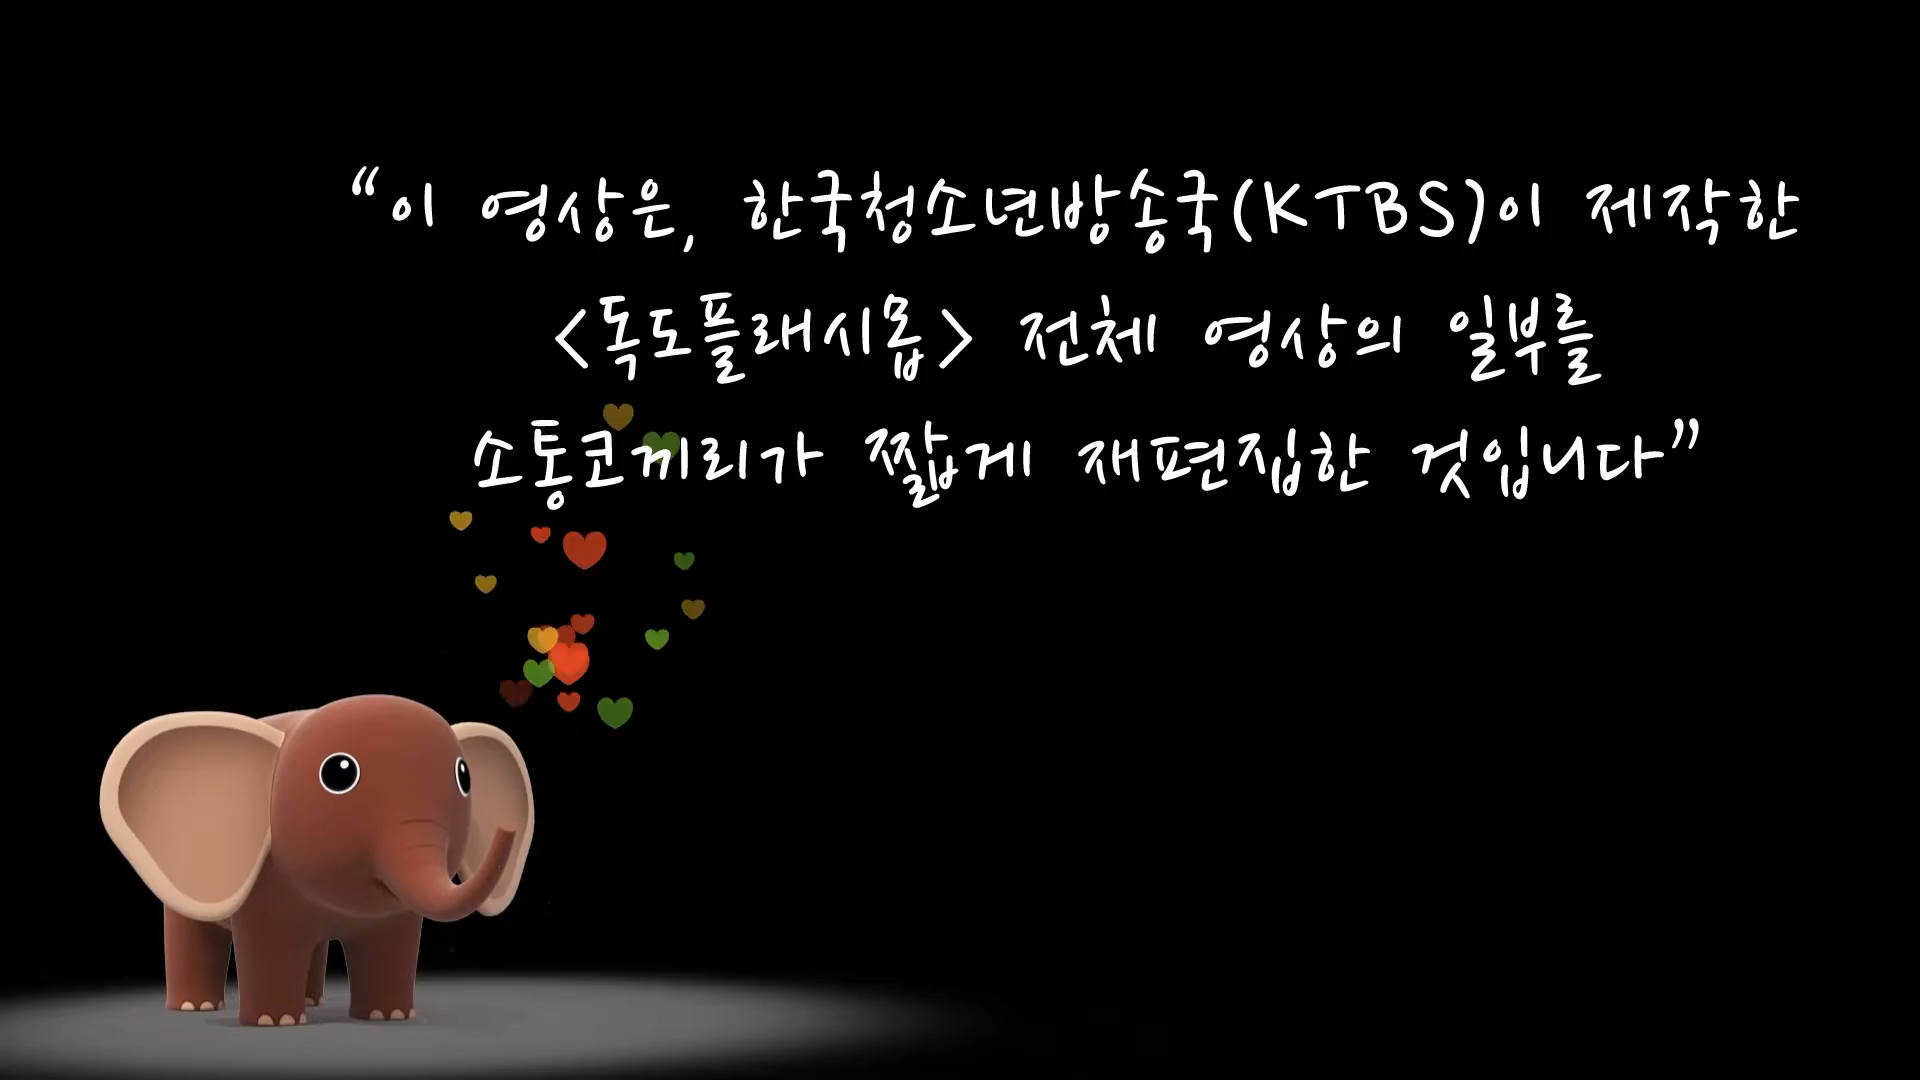 “이 영상은, 한국청소년방송국(KTBS)이 제작한
<독도플래시몹> 전체 영상의 일부를
소통코끼리가 짧게 재편집한 것입니다”